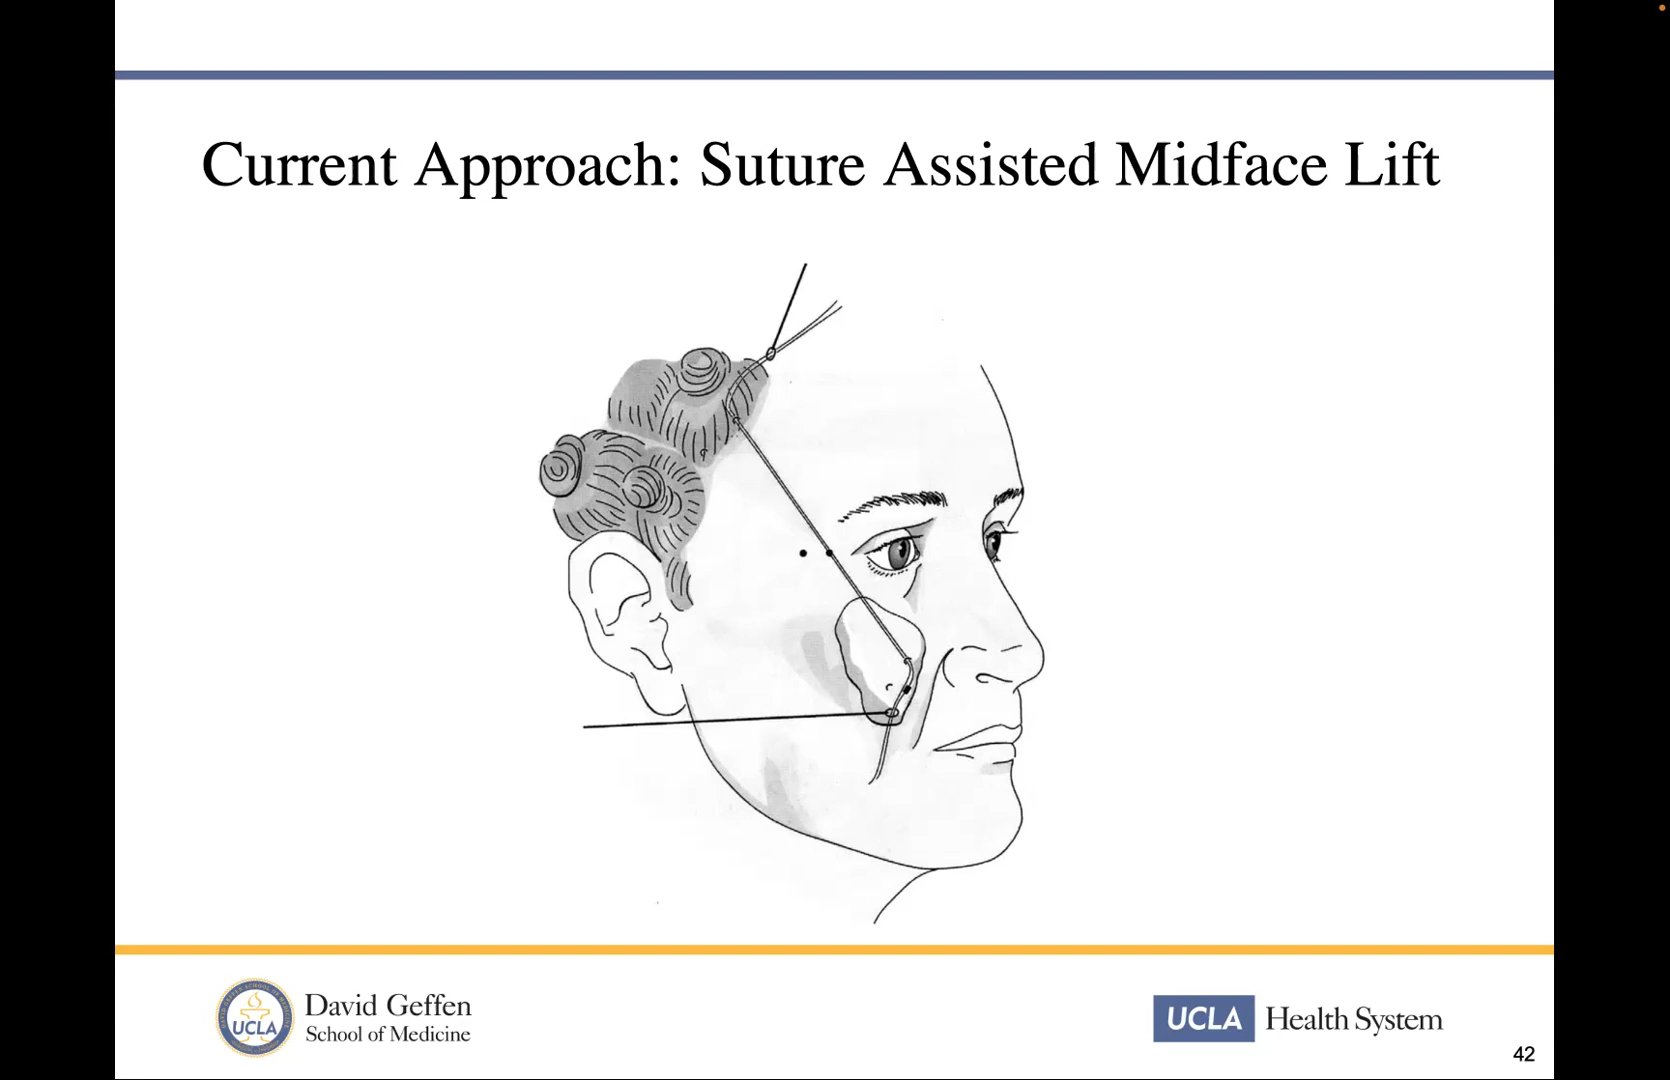 Current Approach: Suture Assisted Midface Lift
UCLA
David Geffen
School of Medicine
UCLA Health System
42